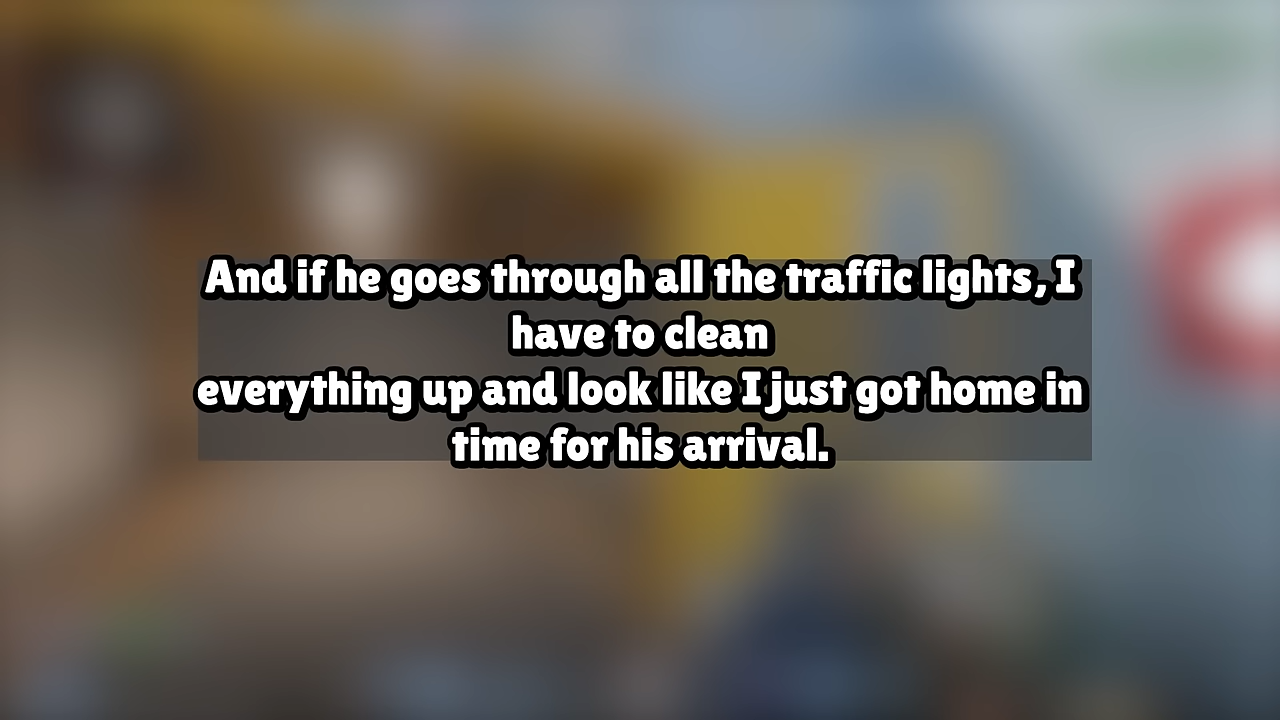 And if he goes through all the traffic lights, I
have to clean
everything up and look like I just got home in
time for his arrival.